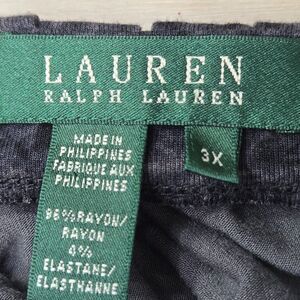 LAUREN
RALPH LAUREN
MADE IN
PHILIPPINES
FABRIQUE AUX
PHILIPPINES
3X
96%RAYON/
RAYON
4%
ELASTANE/
ELASTHANNE